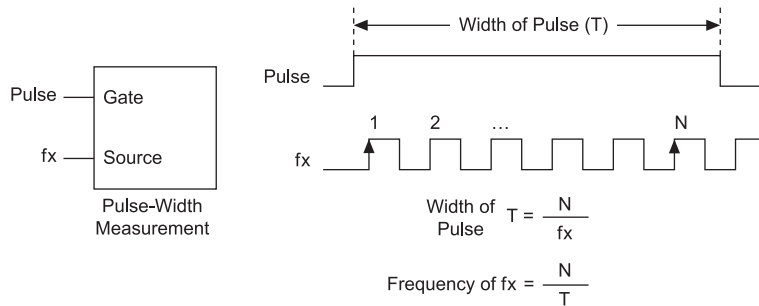 Width of Pulse (T)
Pulse
Pulse
Gate
1 2 ... N
fx
Source
fx
Pulse-Width
Measurement
Width of
Pulse
T = N
fx
Frequency of fx = N
T